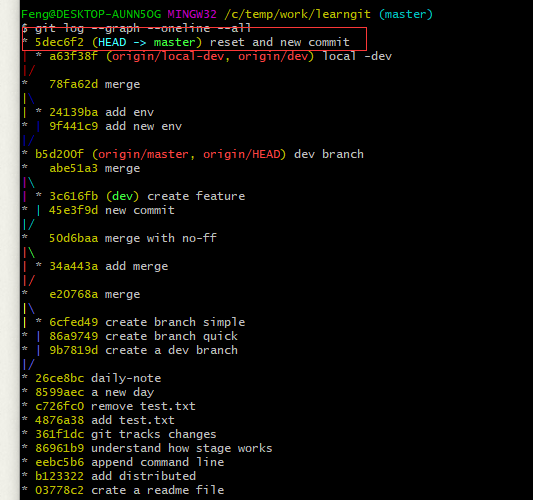 Feng@DESKTOP-AUNN5OG MINGW32 /c/temp/work/learngit (master)
$ git log --graph --oneline --all
* 5dec6f2 (HEAD -> master) reset and new commit
| * a63f38f (origin/local-dev, origin/dev) local -dev
|/
*   78fa62d merge
|\
| * 24139ba add env
* | 9f441c9 add new env
|/
* b5d200f (origin/master, origin/HEAD) dev branch
*   abe51a3 merge
|\
| * 3c616fb (dev) create feature
* | 45e3f9d new commit
|/
*   50d6baa merge with no-ff
|\
| * 34a443a add merge
|/
*   e20768a merge
|\
| * 6cfed49 create branch simple
* | 86a9749 create branch quick
* | 9b7819d create a dev branch
|/
* 26ce8bc daily-note
* 8599aec a new day
* c726fc0 remove test.txt
* 4876a38 add test.txt
* 361f1dc git tracks changes
* 86961b9 understand how stage works
* eebc5b6 append command line
* b123322 add distributed
* 03778c2 crate a readme file